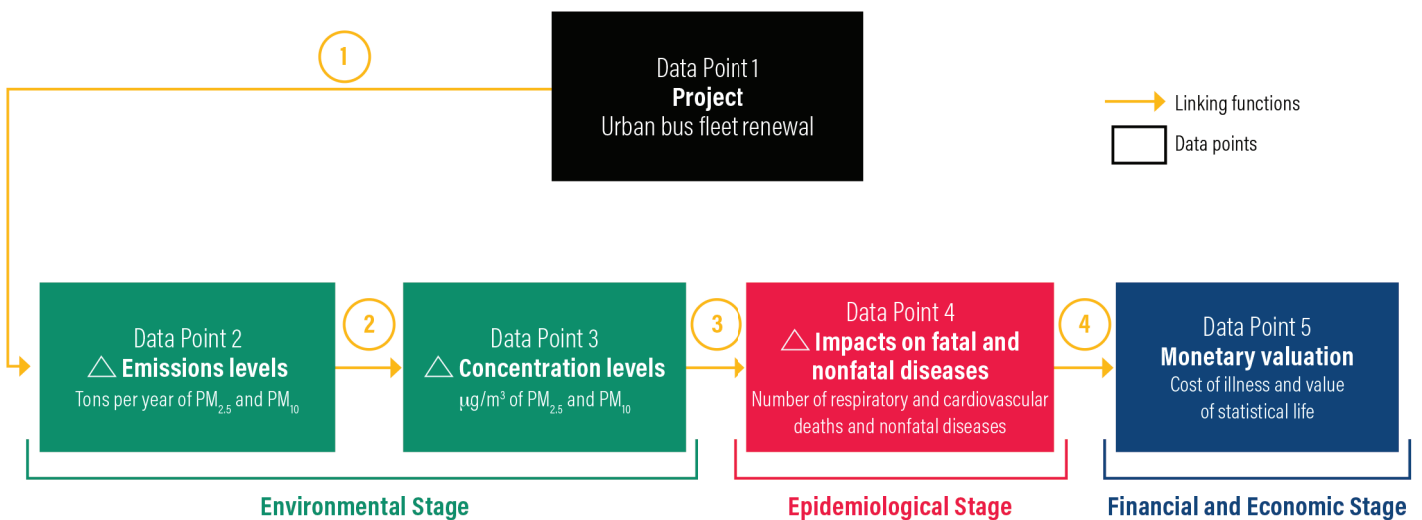 1
Data Point 1
Project
Urban bus fleet renewal
Linking functions
Data points
Data Point 2
△ Emissions levels
Tons per year of PM₂.₅ and PM₁₀
2
Data Point 3
△ Concentration levels
µg/m³ of PM₂.₅ and PM₁₀
3
Data Point 4
△ Impacts on fatal and
nonfatal diseases
Number of respiratory and cardiovascular
deaths and nonfatal diseases
4
Data Point 5
Monetary valuation
Cost of illness and value
of statistical life
Environmental Stage
Epidemiological Stage
Financial and Economic Stage